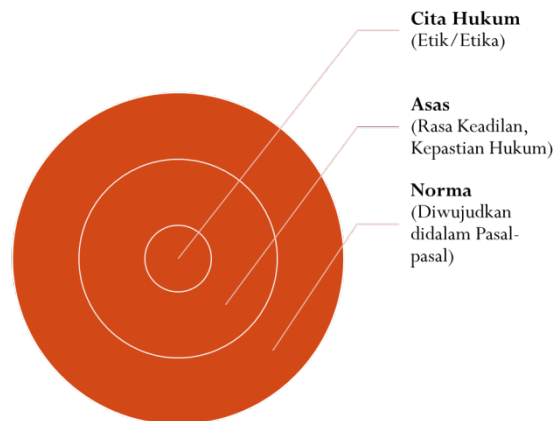 Cita Hukum
(Etik/Etika)
Asas
(Rasa Keadilan,
Kepastian Hukum)
Norma
(Diwujudkan
didalam Pasal-
pasal)